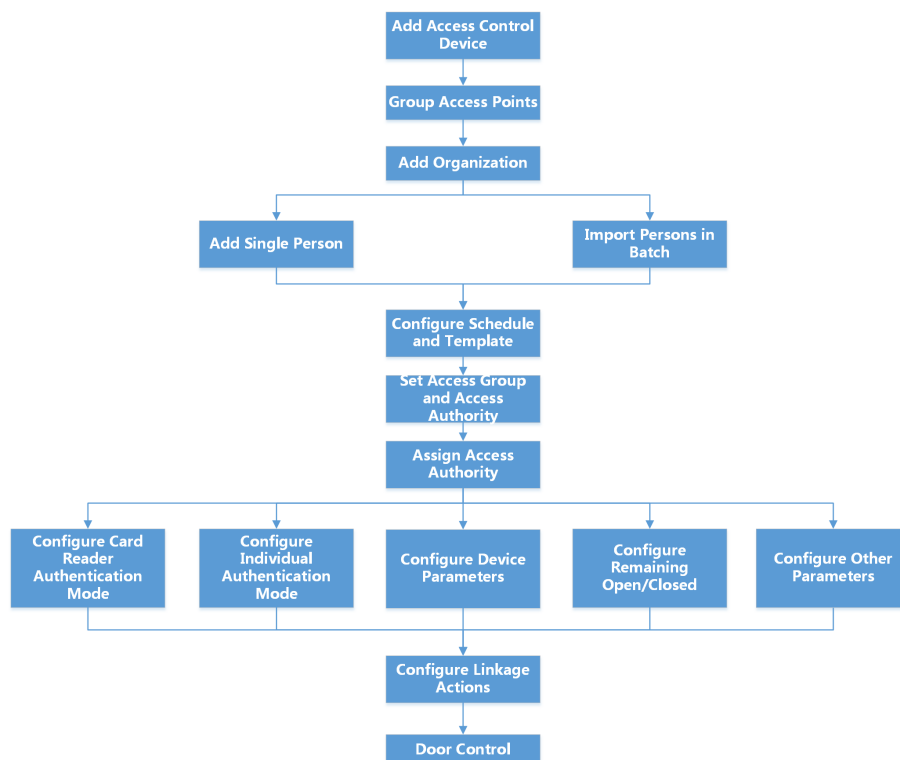 Add Access Control
Device
Group Access Points
Add Organization
Add Single Person
Import Persons in
Batch
Configure Schedule
and Template
Set Access Group
and Access
Authority
Assign Access
Authority
Configure Card
Reader
Authentication
Mode
Configure
Individual
Authentication
Mode
Configure Device
Parameters
Configure
Remaining
Open/Closed
Configure Other
Parameters
Configure Linkage
Actions
Door Control